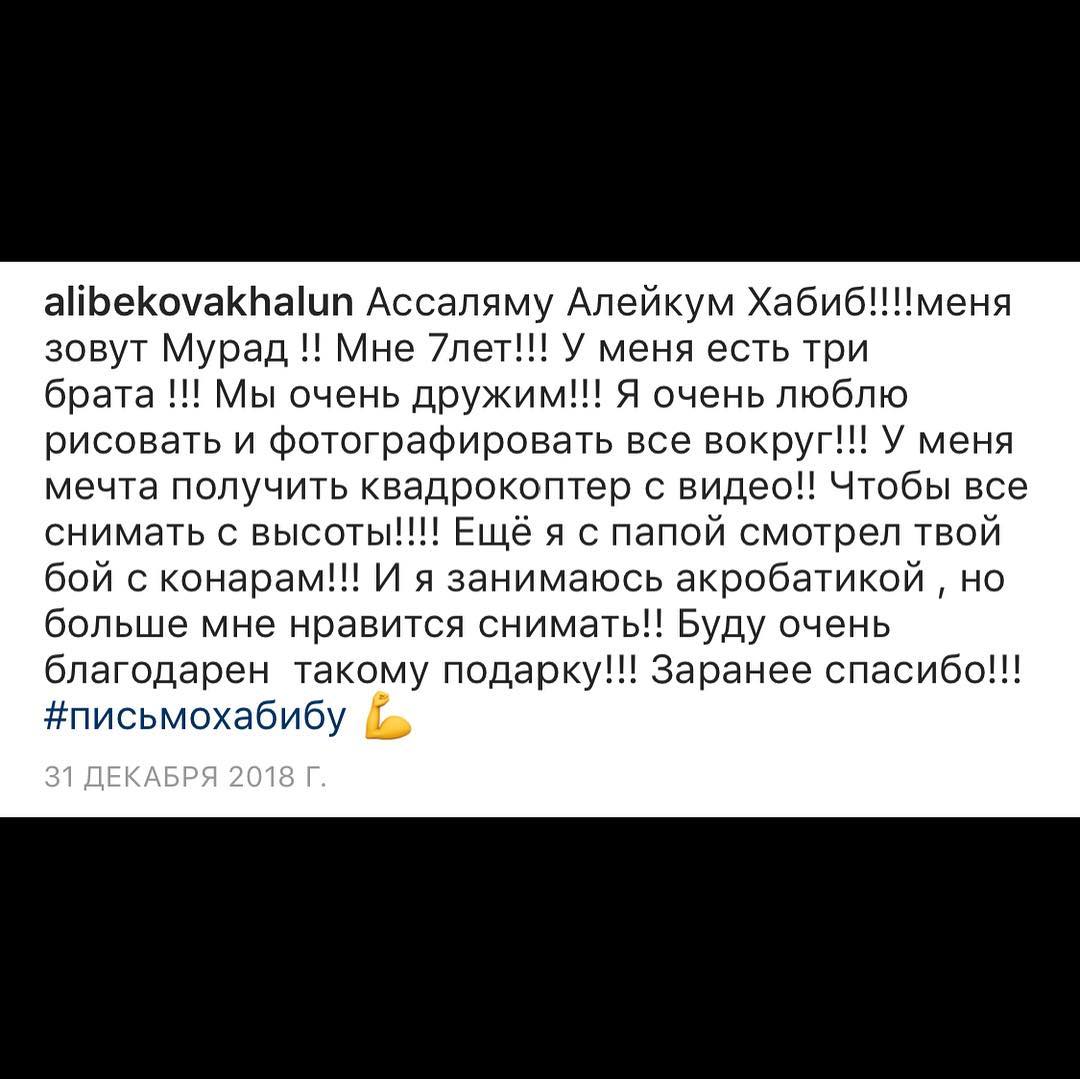 alibekovakhalun Ассаляму Алейкум Хабиб!!!!меня
зовут Мурад !! Мне 7лет!!! У меня есть три
брата !!! Мы очень дружим!!! Я очень люблю
рисовать и фотографировать все вокруг!!! У меня
мечта получить квадрокоптер с видео!! Чтобы все
снимать с высоты!!!! Ещё я с папой смотрел твой
бой с конарам!!! И я занимаюсь акробатикой , но
больше мне нравится снимать!! Буду очень
благодарен  такому подарку!!! Заранее спасибо!!!
#письмохабибу 💪
31 ДЕКАБРЯ 2018 Г.